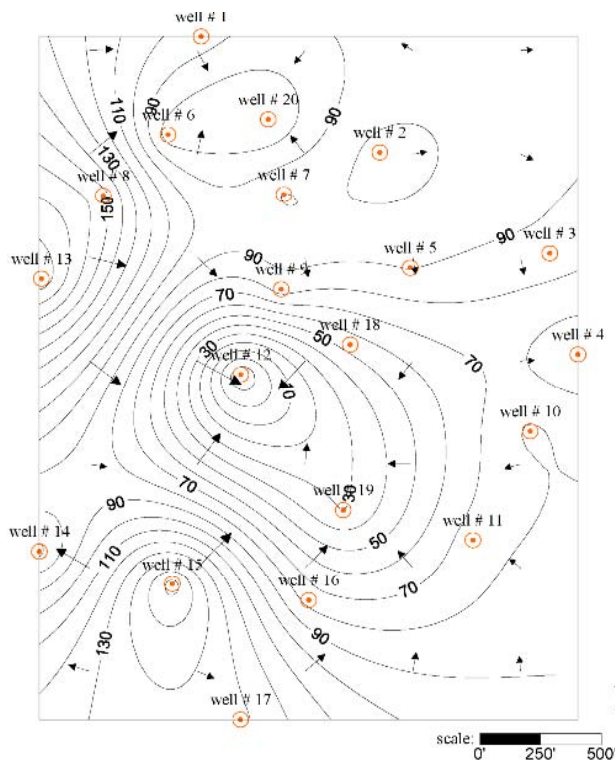 well # 1
110
90
well # 20
well # 6
90
well # 2
130
well # 8
well # 7
150
90
well # 3
well # 5
well # 13
90
well # 9
70
50
well # 18
well # 4
30
70
well # 12
0
well # 10
70
30
well # 19
90
well # 11
well # 14
50
110
well # 15
70
well # 16
90
130
well # 17
scale:
0' 250' 500'